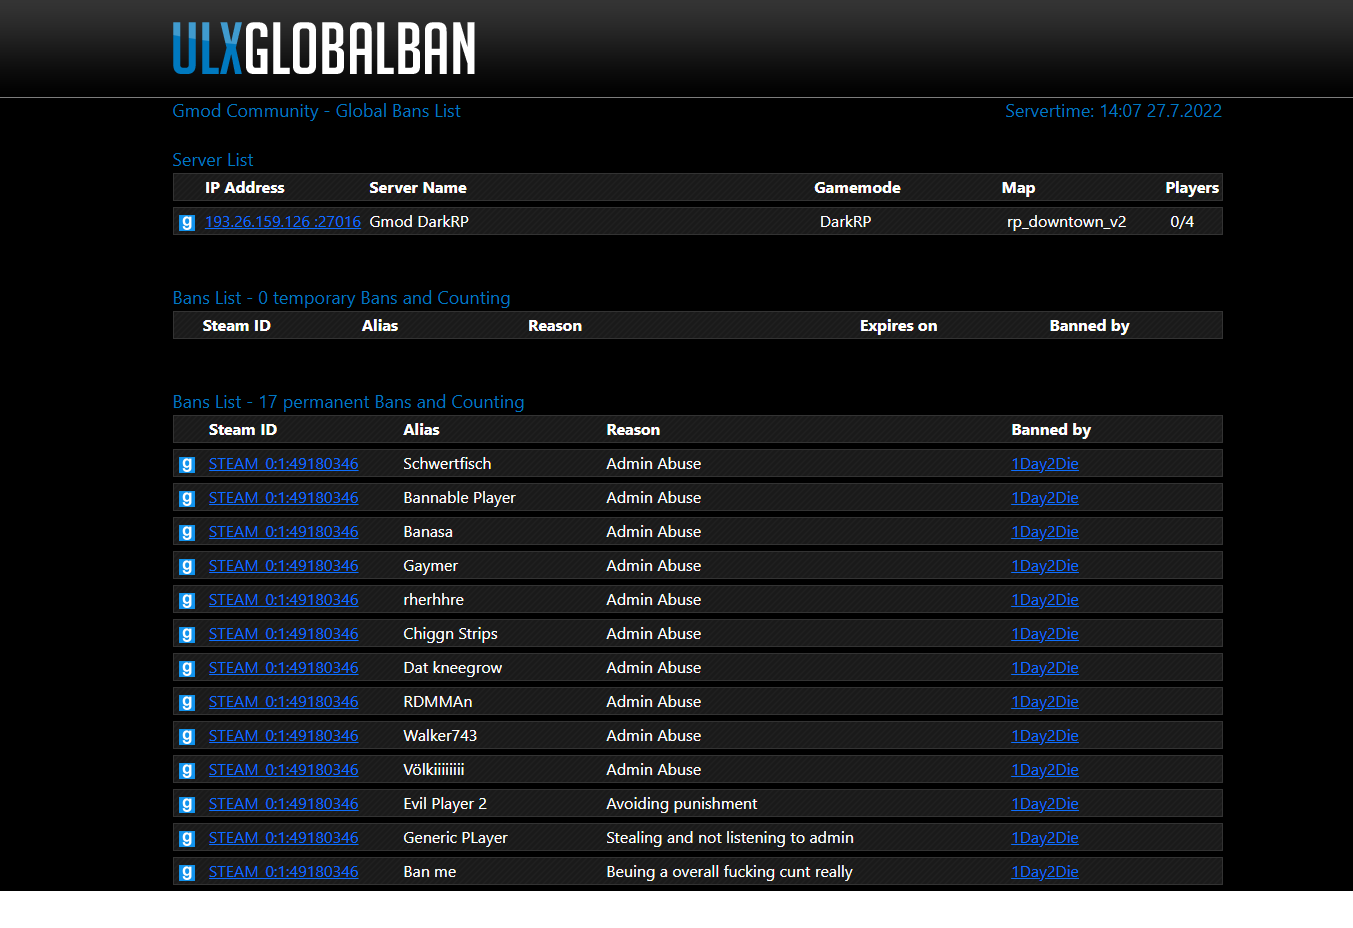 ULXGLOBALBAN
Gmod Community - Global Bans List Servertime: 14:07 27.7.2022
Server List
IP Address Server Name Gamemode Map Players
g 193.26.159.126 :27016 Gmod DarkRP DarkRP rp_downtown_v2 0/4
Bans List - 0 temporary Bans and Counting
Steam ID Alias Reason Expires on Banned by
Bans List - 17 permanent Bans and Counting
Steam ID Alias Reason Banned by
g STEAM_0:1:49180346 Schwertfisch Admin Abuse 1Day2Die
g STEAM_0:1:49180346 Bannable Player Admin Abuse 1Day2Die
g STEAM_0:1:49180346 Banasa Admin Abuse 1Day2Die
g STEAM_0:1:49180346 Gaymer Admin Abuse 1Day2Die
g STEAM_0:1:49180346 rherhhre Admin Abuse 1Day2Die
g STEAM_0:1:49180346 Chiggn Strips Admin Abuse 1Day2Die
g STEAM_0:1:49180346 Dat kneegrow Admin Abuse 1Day2Die
g STEAM_0:1:49180346 RDMMAn Admin Abuse 1Day2Die
g STEAM_0:1:49180346 Walker743 Admin Abuse 1Day2Die
g STEAM_0:1:49180346 Völkiiiiiiii Admin Abuse 1Day2Die
g STEAM_0:1:49180346 Evil Player 2 Avoiding punishment 1Day2Die
g STEAM_0:1:49180346 Generic PLayer Stealing and not listening to admin 1Day2Die
g STEAM_0:1:49180346 Ban me Beuing a overall fucking cunt really 1Day2Die